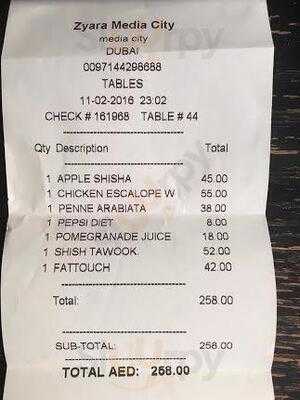 Zyara Media City
media city
DUBAI
0097144298688
TABLES
11-02-2016 23:02
CHECK # 161968 TABLE # 44
Qty Description Total
1 APPLE SHISHA 45.00
1 CHICKEN ESCALOPE W 55.00
1 PENNE ARABIATA 38.00
1 PEPSI DIET 8.00
1 POMEGRANADE JUICE 18.00
1 SHISH TAWOOK 52.00
1 FATTOUCH 42.00
Total: 258.00
SUB-TOTAL: 258.00
TOTAL AED: 258.00